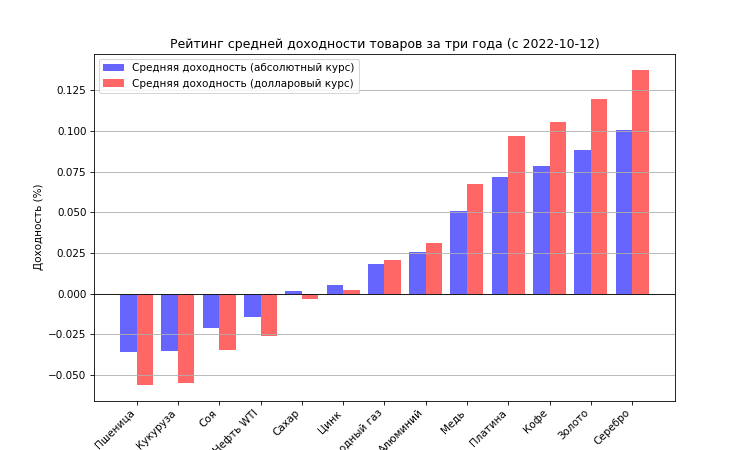 Рейтинг средней доходности товаров за три года (с 2022-10-12)
Средняя доходность (абсолютный курс)
Средняя доходность (долларовый курс)
Доходность (%)
0.125
0.100
0.075
0.050
0.025
0.000
−0.025
−0.050
Пшеница
Кукуруза
Соя
Нефть WTI
Сахар
Цинк
одный газ
Алюминий
Медь
Платина
Кофе
Золото
Серебро